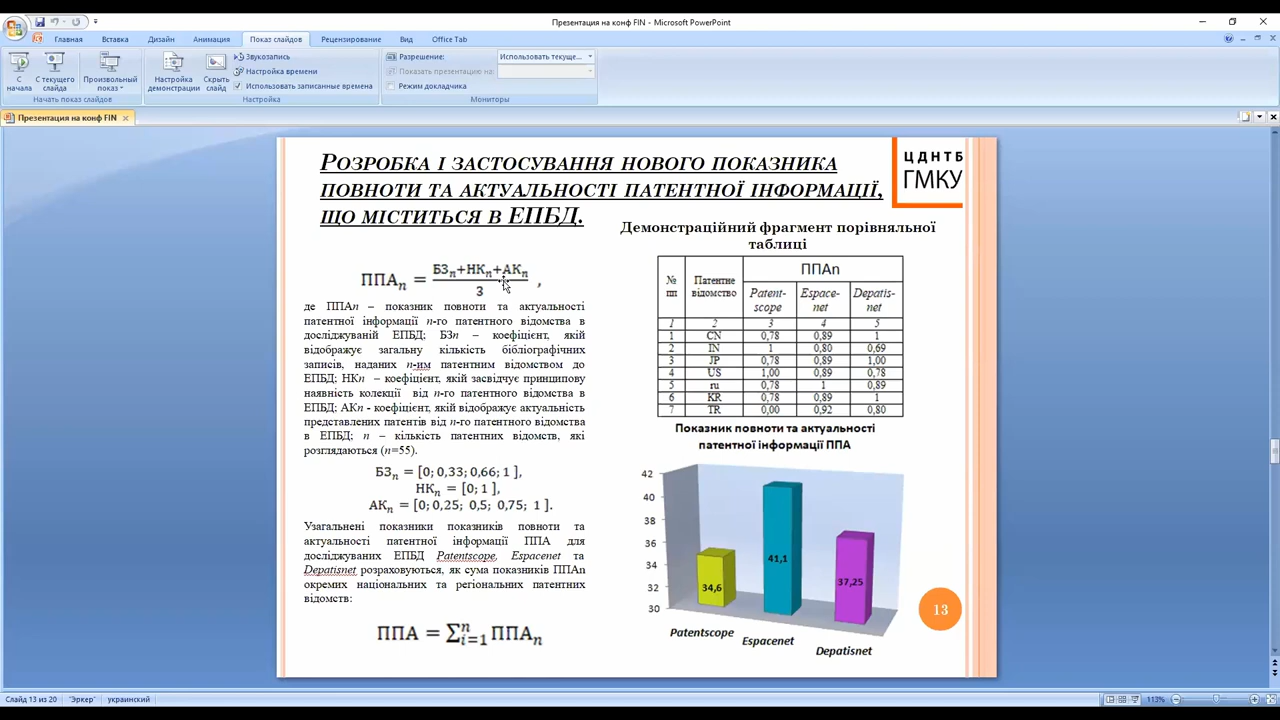 Презентация на конф FIN - Microsoft PowerPoint
Главная Вставка Дизайн Анимация Показ слайдов Рецензирование Вид Office Tab
С начала
С текущего слайда
Произвольный показ
Начать показ слайдов
Настройка демонстрации
Скрыть слайд
Звукозапись
Настройка времени
Использовать записанные времена
Настройка
Разрешение: Использовать текуще...
Показать презентацию на:
Режим докладчика
Мониторы
Презентация на конф FIN
РОЗРОБКА І ЗАСТОСУВАННЯ НОВОГО ПОКАЗНИКА
ПОВНОТИ ТА АКТУАЛЬНОСТІ ПАТЕНТНОЇ ІНФОРМАЦІЇ,
ЩО МІСТИТЬСЯ В ЕПБД.
ЦДНТБ
ГМКУ
ППАn = (БЗn+НКn+АКn)/3 ,
де ППАn – показник повноти та актуальності
патентної інформації n-го патентного відомства в
досліджуваній ЕПБД; БЗn – коефіцієнт, якій
відображує загальну кількість бібліографічних
записів, наданих n-им патентним відомством до
ЕПБД; НКn – коефіцієнт, якій засвідчує принципову
наявність колекції від n-го патентного відомства в
ЕПБД; АКn - коефіцієнт, якій відображує актуальність
представлених патентів від n-го патентного відомства
в ЕПБД; n – кількість патентних відомств, які
розглядаються (n=55).
БЗn = [0; 0,33; 0,66; 1 ],
НКn = [0; 1 ],
АКn = [0; 0,25; 0,5; 0,75; 1 ].
Узагальнені показники показників повноти та
актуальності патентної інформації ППА для
досліджуваних ЕПБД Patentscope, Espacenet та
Depatisnet розраховуються, як сума показників ППАn
окремих національних та регіональних патентних
відомств:
ППА = ∑ⁿi=1 ППАn
Демонстраційний фрагмент порівняльної
таблиці
№ пп Патентне відомство ППАn
Patent-scope Espace-net Depatis-net
1 2 3 4 5
1 CN 0,78 0,89 1
2 IN 1 0,80 0,69
3 JP 0,78 0,89 1,00
4 US 1,00 0,89 0,78
5 ru 0,78 1 0,89
6 KR 0,78 0,89 1
7 TR 0,00 0,92 0,80
Показник повноти та актуальності
патентної інформації ППА
42
40
38
36
34
32
30
34,6
41,1
37,25
Patentscope
Espacenet
Depatisnet
13
Слайд 13 из 20 "Эркер" украинский 113%